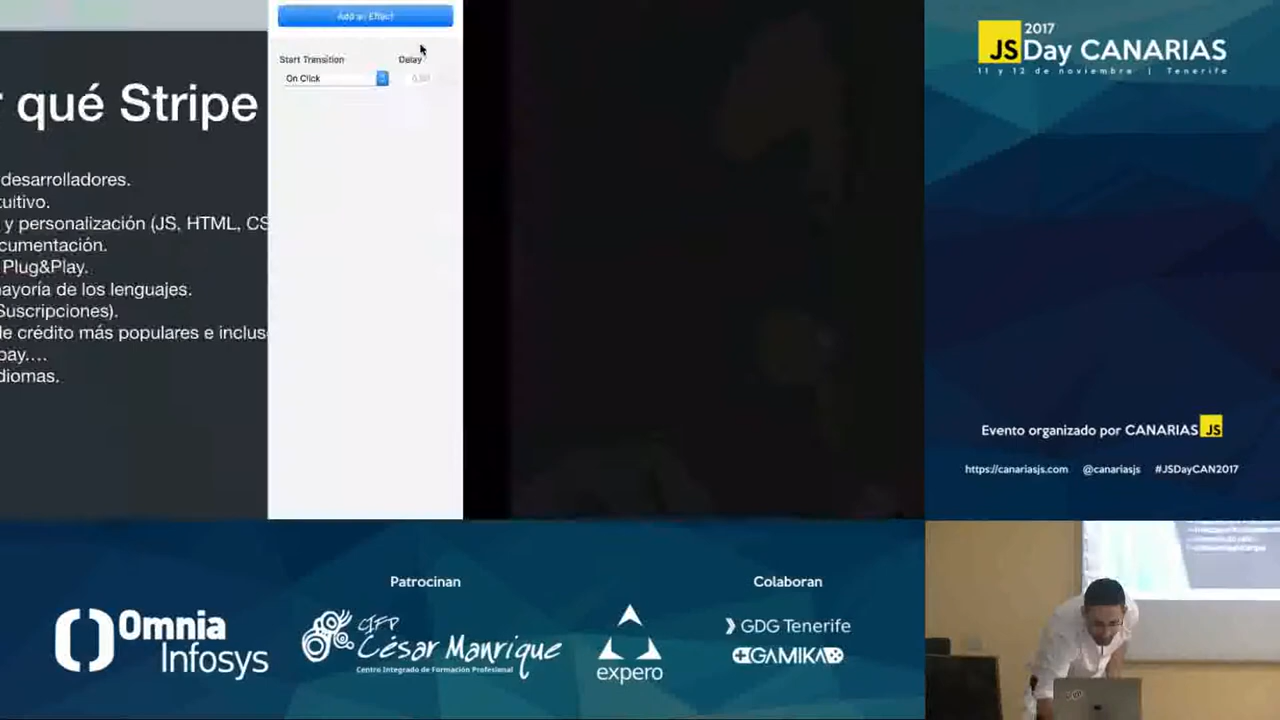 Add an Effect
Start Transition
Delay
On Click
r qué Stripe
desarrolladores.
tuitivo.
y personalización (JS, HTML, CS
cumentación.
Plug&Play.
ayoría de los lenguajes.
Suscripciones).
de crédito más populares e inclus
pay....
diomas.
2017
JSDay CANARIAS
11 y 12 de noviembre | Tenerife
Evento organizado por CANARIAS JS
https://canariasjs.com @canariasjs #JSDayCAN2017
Patrocinan
Colaboran
Omnia
Infosys
CIFP
César Manrique
Centro Integrado de Formación Profesional
expero
GDG Tenerife
GAMIKA